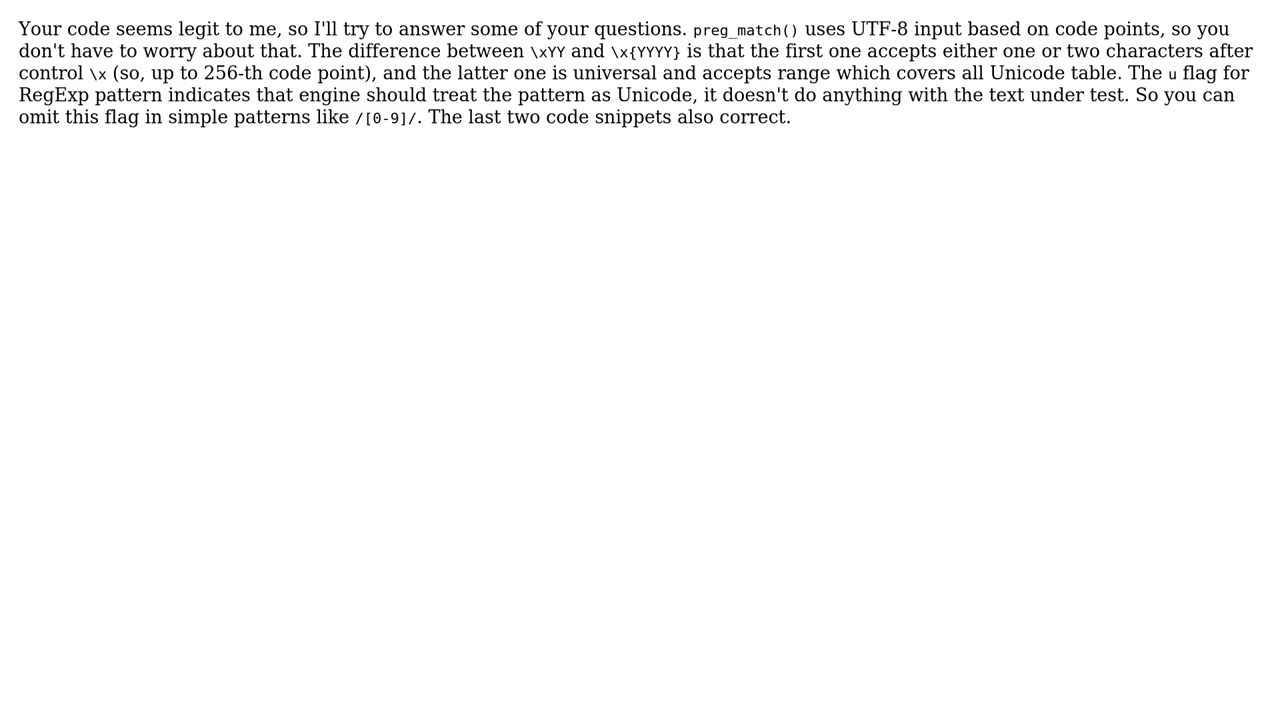 Your code seems legit to me, so I'll try to answer some of your questions. preg_match() uses UTF-8 input based on code points, so you
don't have to worry about that. The difference between \xYY and \x{YYYY} is that the first one accepts either one or two characters after
control \x (so, up to 256-th code point), and the latter one is universal and accepts range which covers all Unicode table. The u flag for
RegExp pattern indicates that engine should treat the pattern as Unicode, it doesn't do anything with the text under test. So you can
omit this flag in simple patterns like /[0-9]/. The last two code snippets also correct.